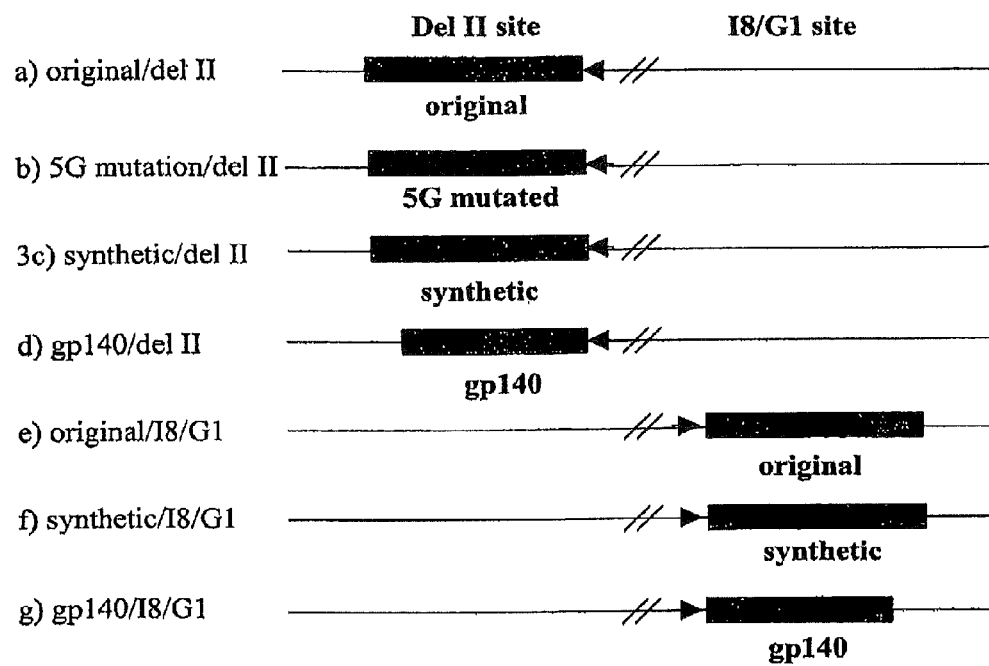 Del II site I8/G1 site
a) original/del II
original
b) 5G mutation/del II
5G mutated
3c) synthetic/del II
synthetic
d) gp140/del II
gp140
e) original/I8/G1
original
f) synthetic/I8/G1
synthetic
g) gp140/I8/G1
gp140